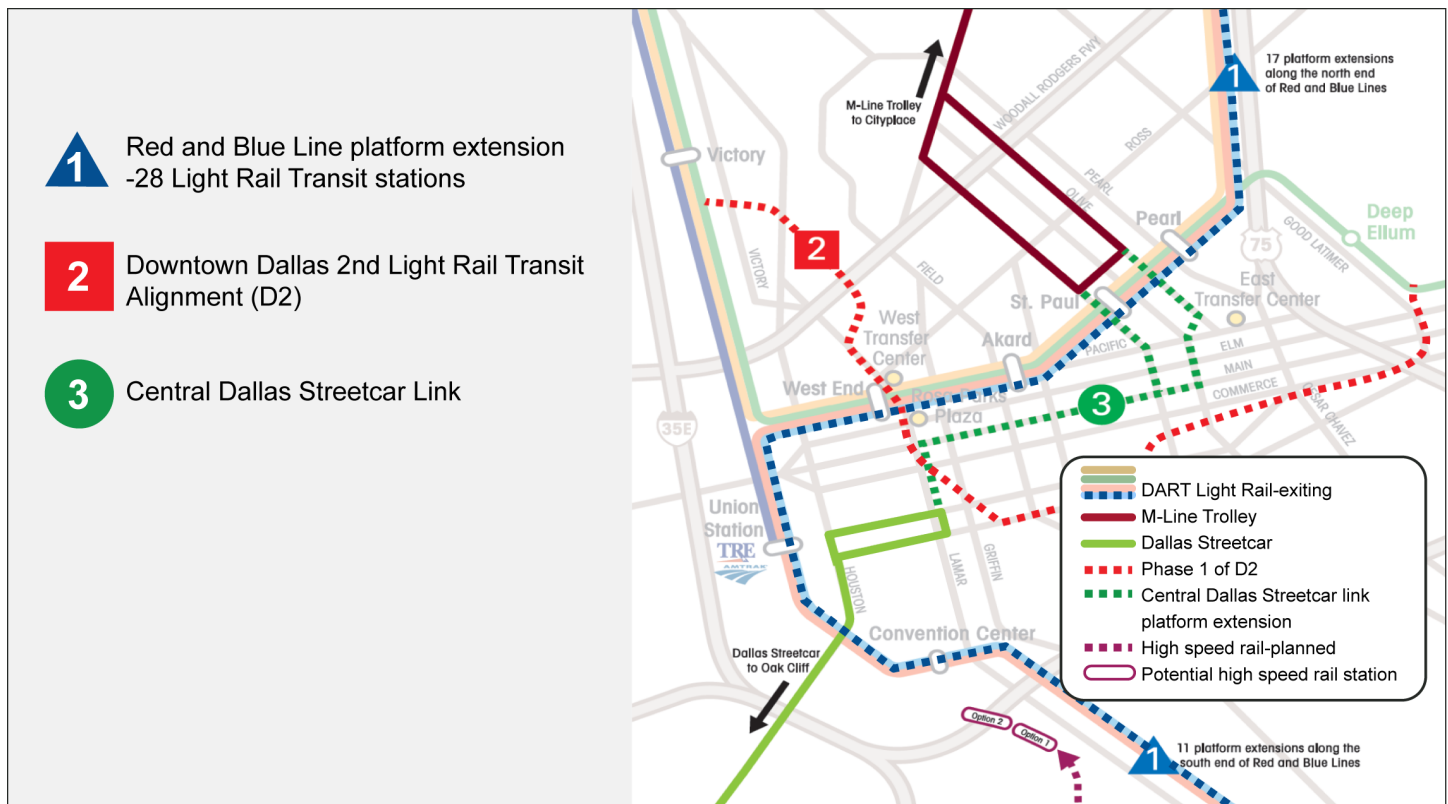 1
Red and Blue Line platform extension
-28 Light Rail Transit stations
2
Downtown Dallas 2nd Light Rail Transit
Alignment (D2)
3
Central Dallas Streetcar Link
1
17 platform extensions
along the north end
of Red and Blue Lines
M-Line Trolley
to Cityplace
WOODALL RODGERS FWY
Victory
ROSS
PEARL
OLIVE
Pearl
Deep
Ellum
GOOD LATIMER
75
2
VICTORY
FIELD
St. Paul
East
Transfer Center
West
Transfer
Center
Akard
PACIFIC
ELM
MAIN
COMMERCE
CESAR CHAVEZ
West End
Rosa Parks
Plaza
3
35E
Union
Station
TRE
AMTRAK
HOUSTON
LAMAR
GRIFFIN
Convention Center
Dallas Streetcar
to Oak Cliff
Option 2
Option 1
1
11 platform extensions along the
south end of Red and Blue Lines
DART Light Rail-exiting
M-Line Trolley
Dallas Streetcar
Phase 1 of D2
Central Dallas Streetcar link
platform extension
High speed rail-planned
Potential high speed rail station